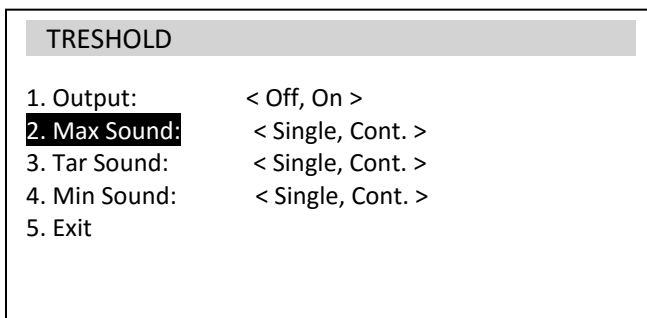 TRESHOLD
1. Output: < Off, On >
2. Max Sound: < Single, Cont. >
3. Tar Sound: < Single, Cont. >
4. Min Sound: < Single, Cont. >
5. Exit